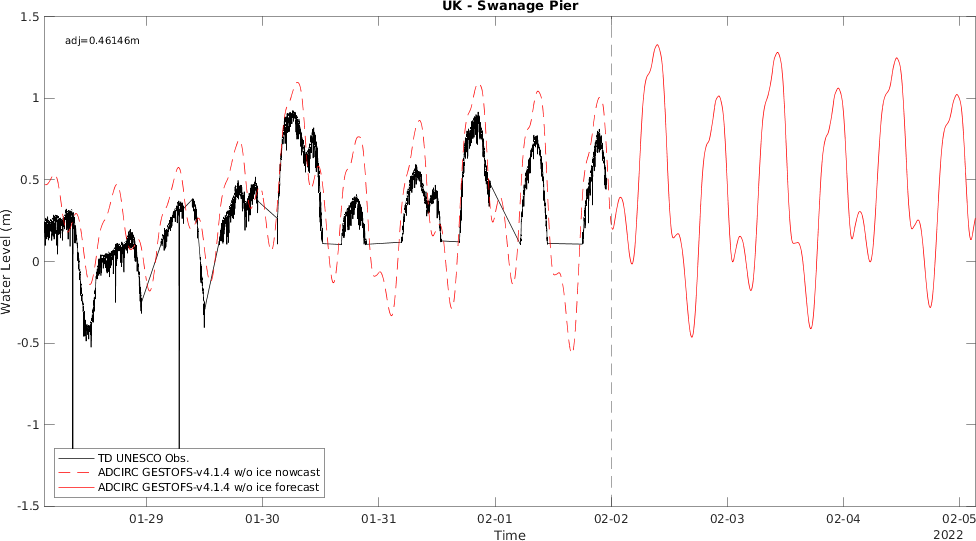 UK - Swanage Pier
1.5
adj=0.46146m
1
0.5
0
-0.5
-1
-1.5
Water Level (m)
TD UNESCO Obs.
ADCIRC GESTOFS-v4.1.4 w/o ice nowcast
ADCIRC GESTOFS-v4.1.4 w/o ice forecast
01-29 01-30 01-31 02-01 02-02 02-03 02-04 02-05
Time
2022